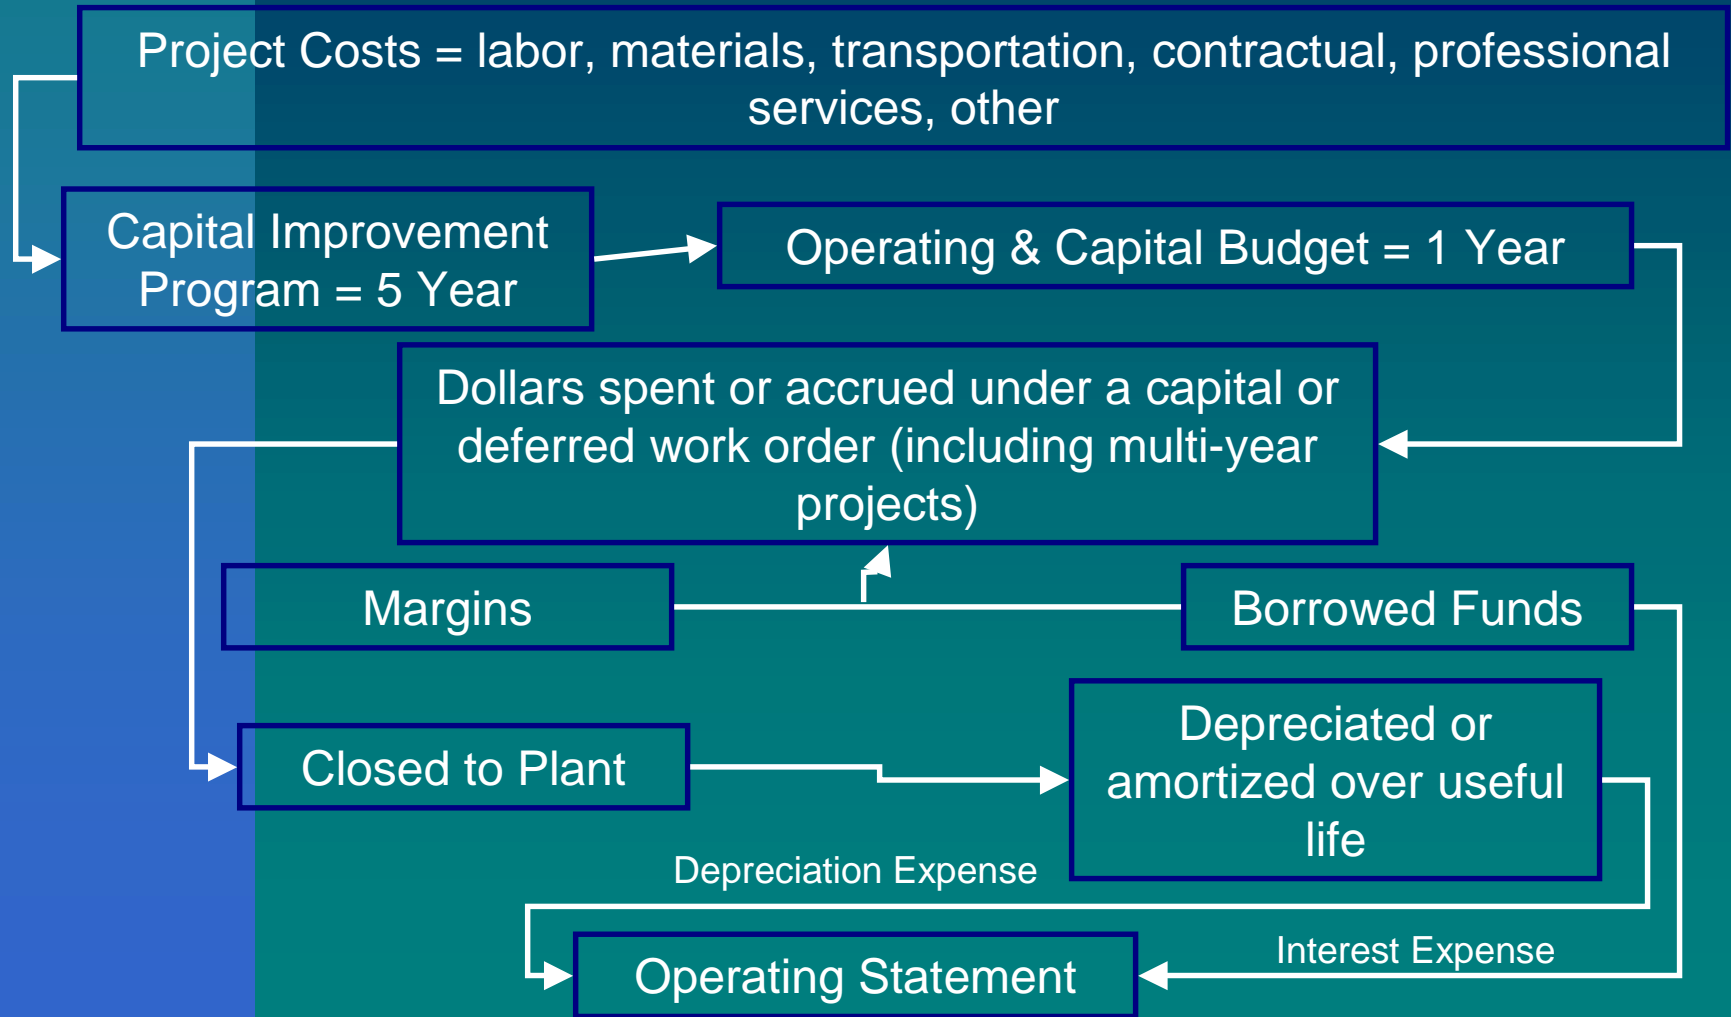 Project Costs = labor, materials, transportation, contractual, professional
services, other
Capital Improvement
Program = 5 Year
Operating & Capital Budget = 1 Year
Dollars spent or accrued under a capital or
deferred work order (including multi-year
projects)
Margins
Borrowed Funds
Closed to Plant
Depreciated or
amortized over useful
life
Depreciation Expense
Interest Expense
Operating Statement